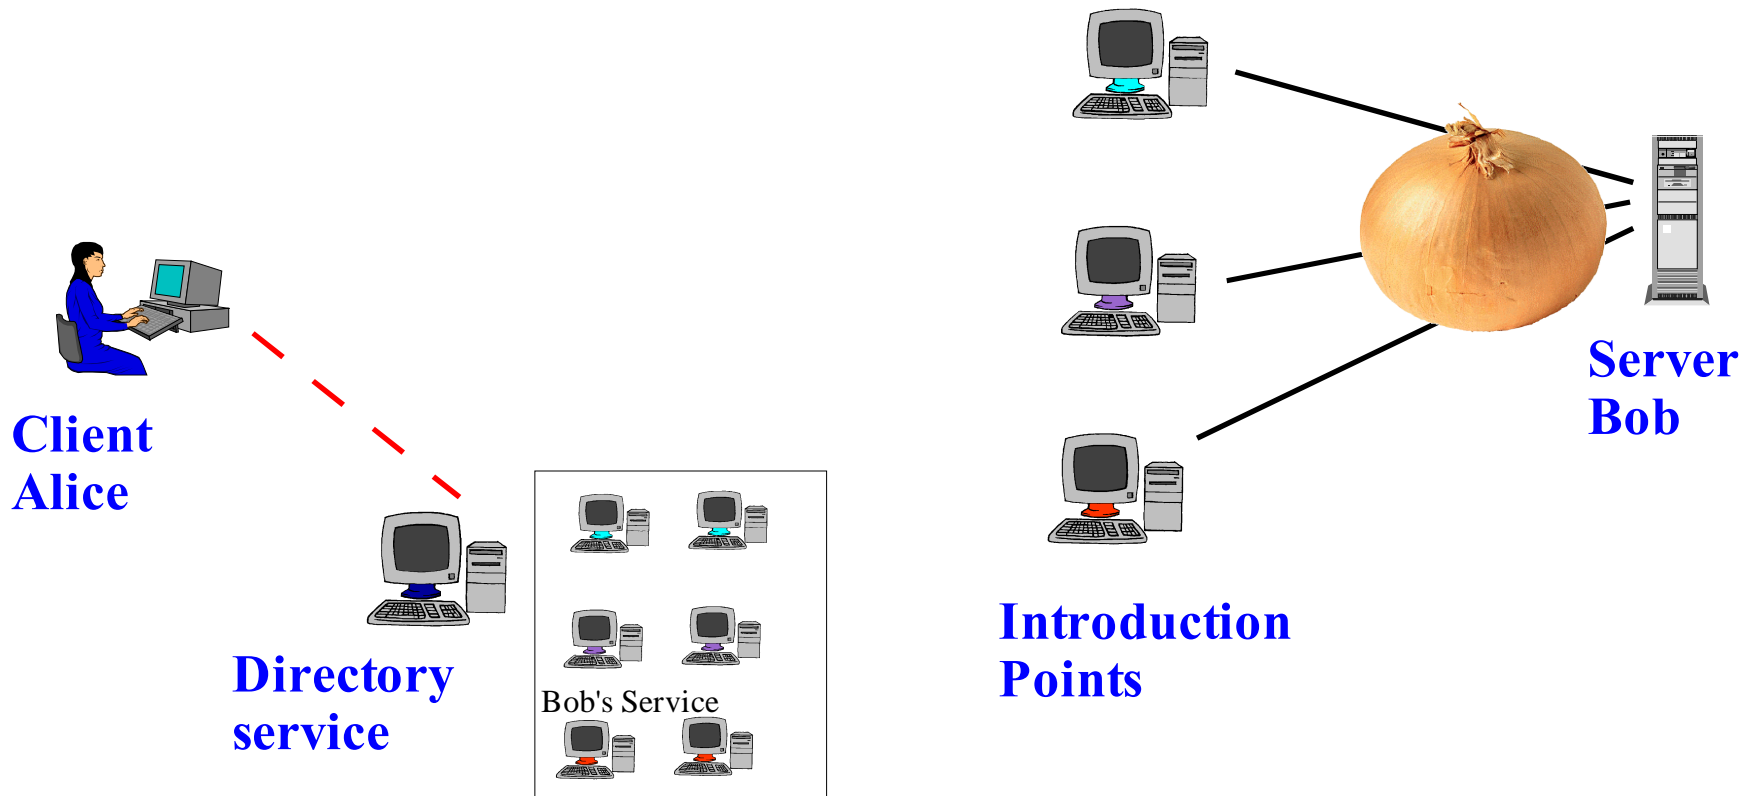 Client
Alice
Directory
service
Bob's Service
Introduction
Points
Server
Bob